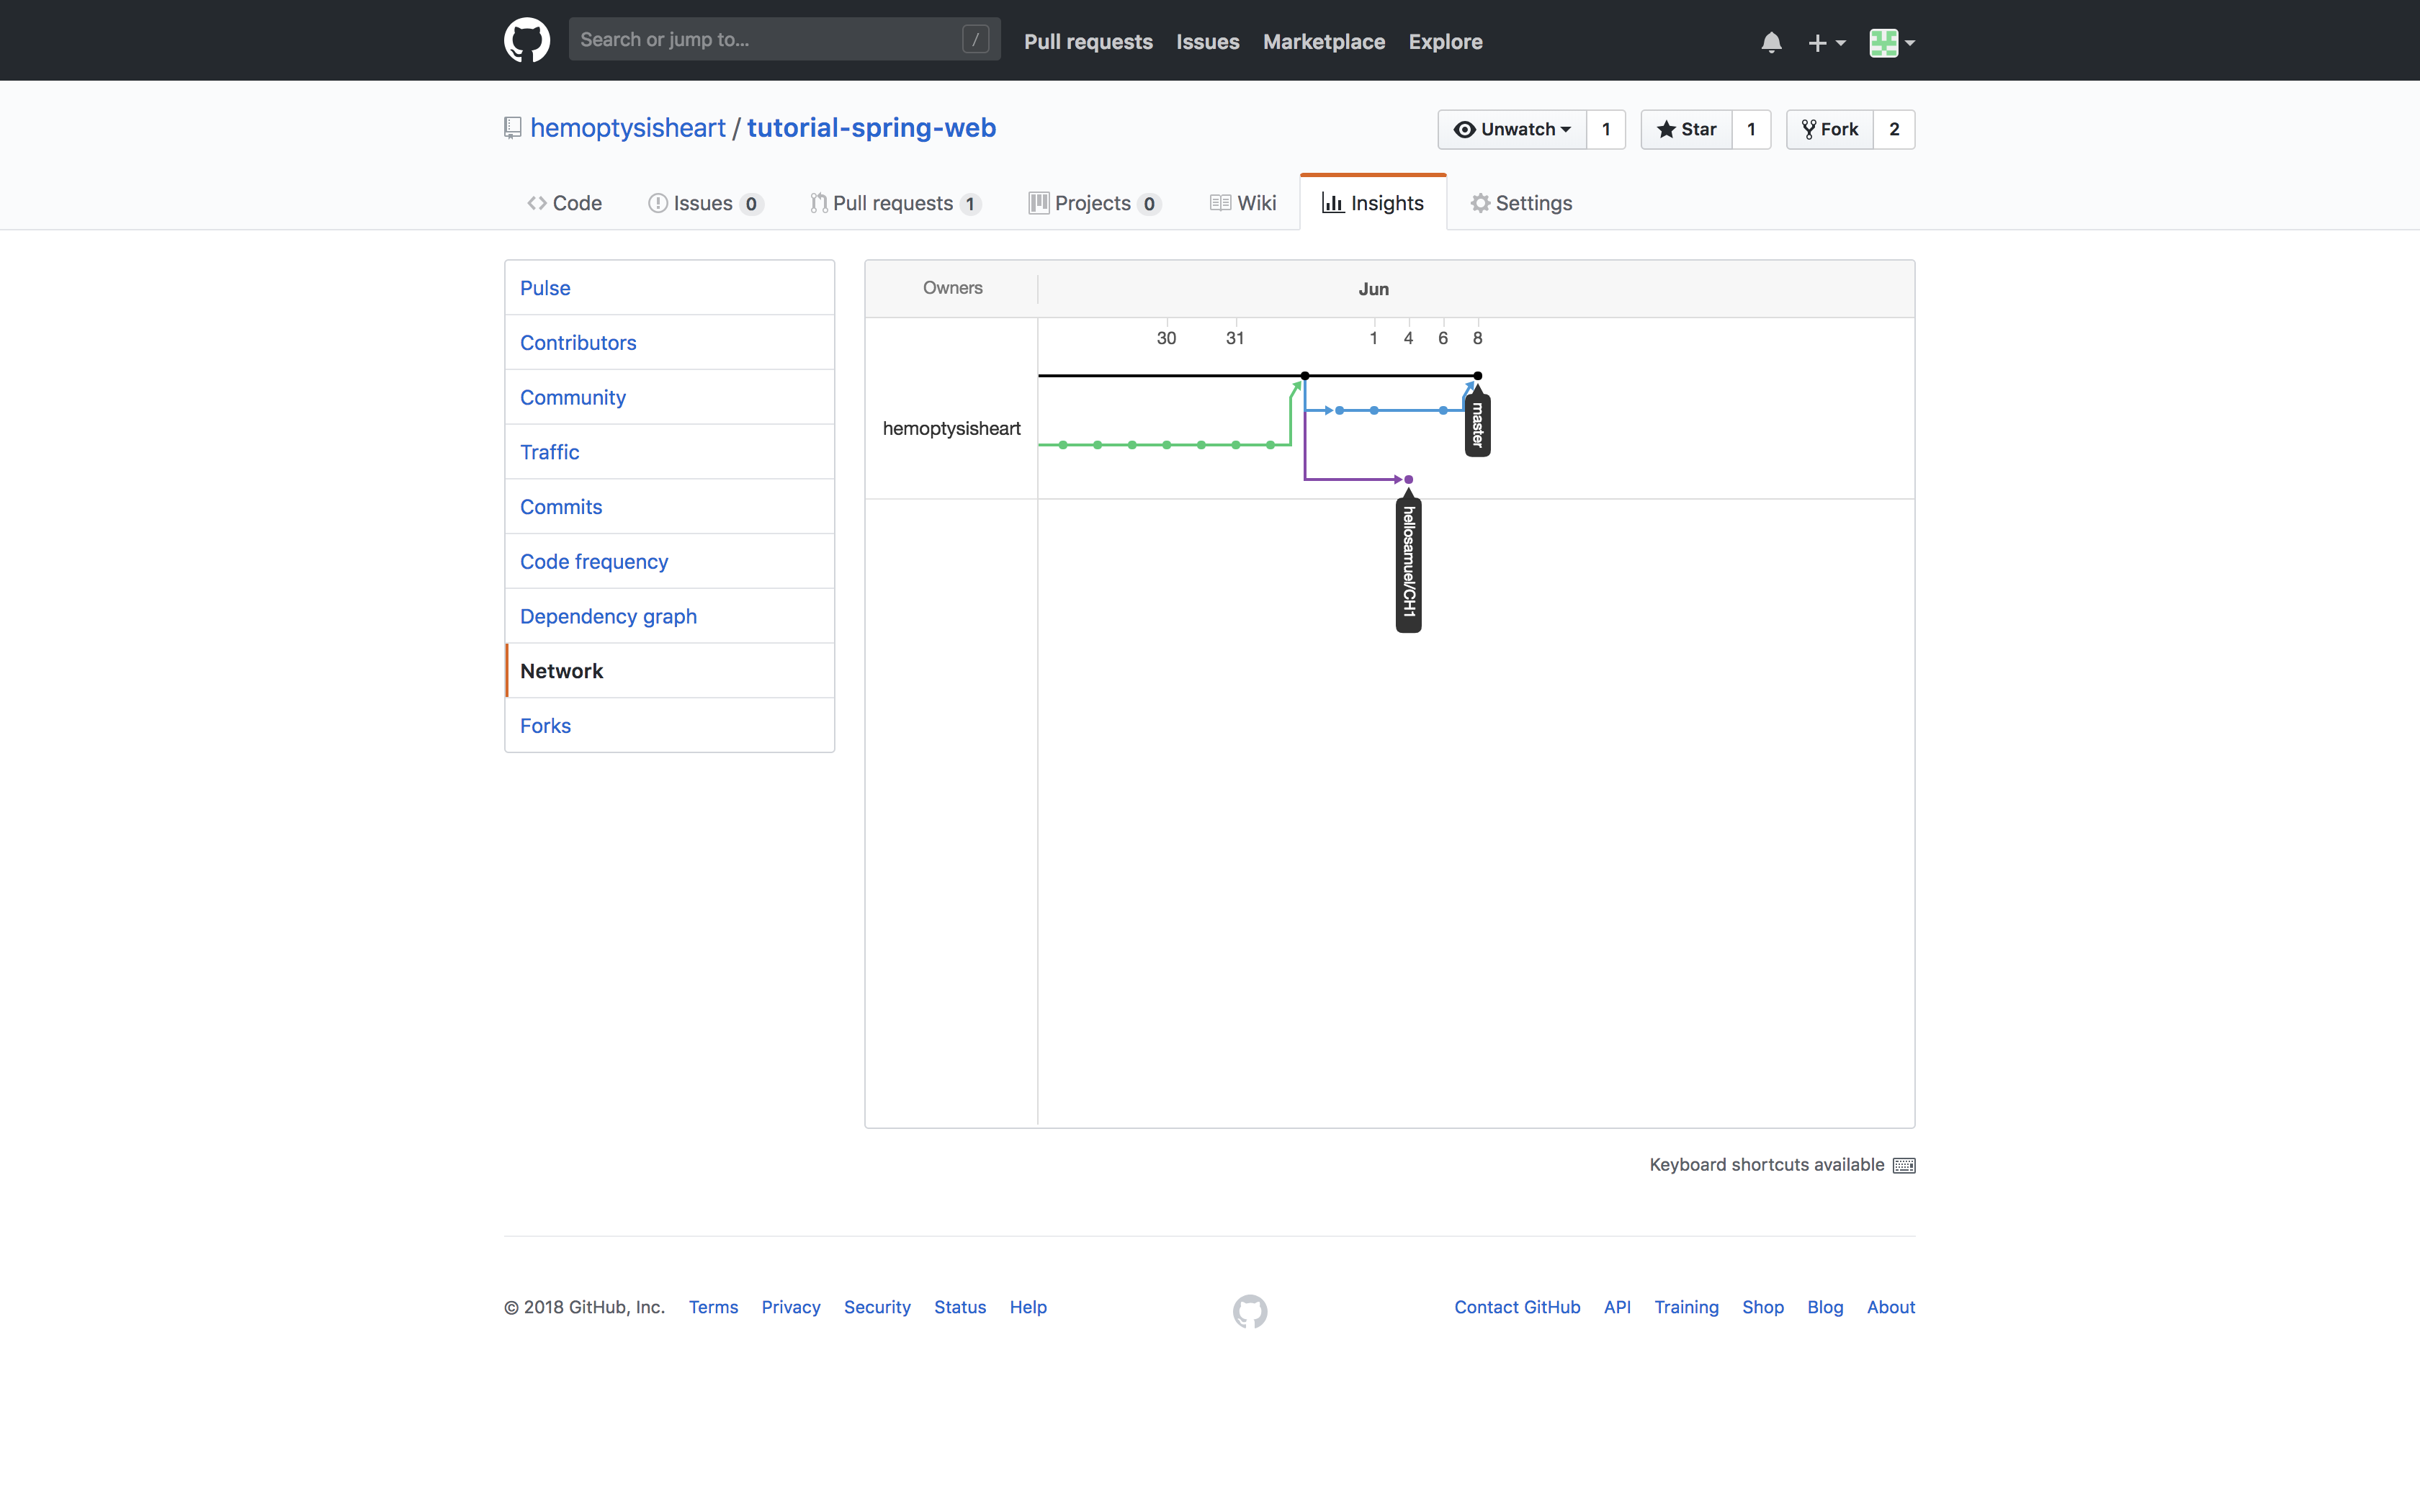 Search or jump to... / Pull requests Issues Marketplace Explore
hemoptysisheart / tutorial-spring-web
Unwatch 1 Star 1 Fork 2
Code Issues 0 Pull requests 1 Projects 0 Wiki Insights Settings
Pulse
Contributors
Community
Traffic
Commits
Code frequency
Dependency graph
Network
Forks
Owners Jun
30 31 1 4 6 8
hemoptysisheart
master
hellosamuel/CH1
Keyboard shortcuts available
© 2018 GitHub, Inc. Terms Privacy Security Status Help Contact GitHub API Training Shop Blog About